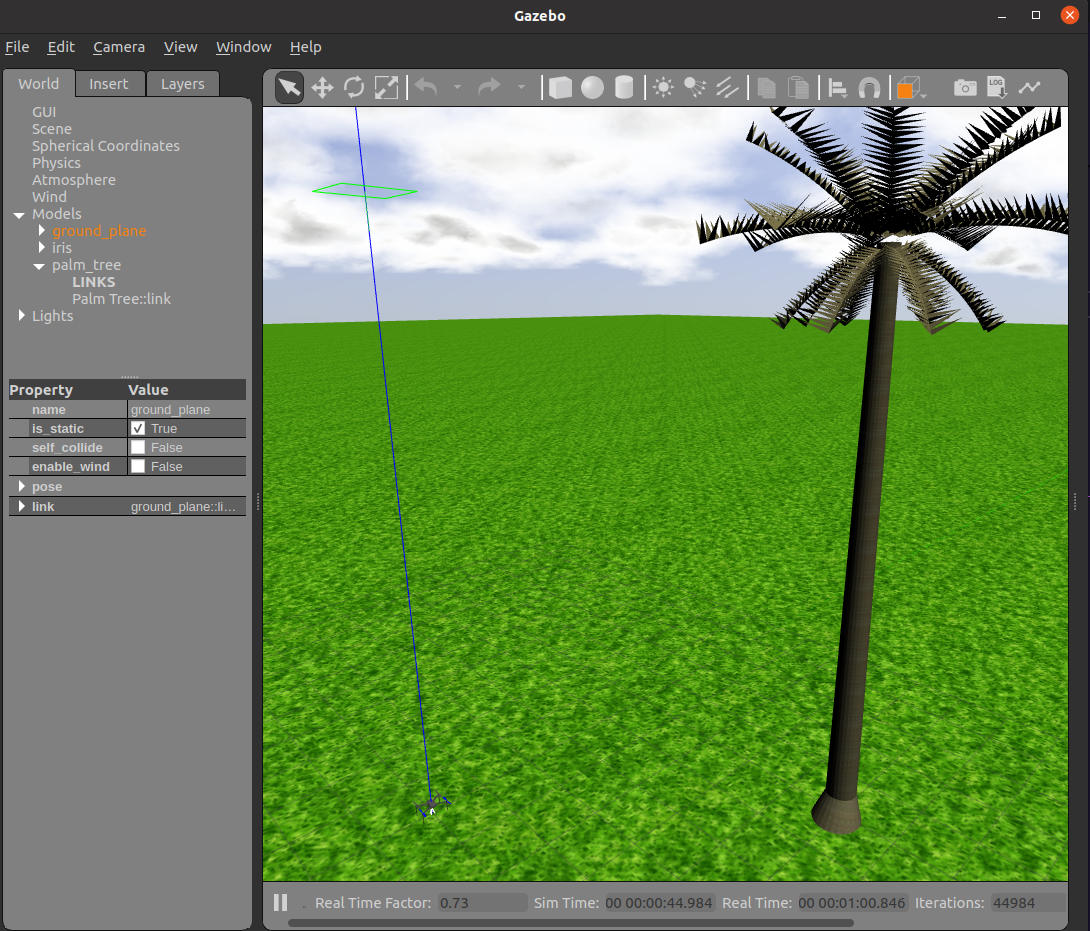 Gazebo
File Edit Camera View Window Help
World Insert Layers
GUI
Scene
Spherical Coordinates
Physics
Atmosphere
Wind
Models
ground_plane
iris
palm_tree
LINKS
Palm Tree::link
Lights
Property Value
name ground_plane
is_static True
self_collide False
enable_wind False
pose
link ground_plane::li...
LOG
Real Time Factor: 0.73 Sim Time: 00 00:00:44.984 Real Time: 00 00:01:00.846 Iterations: 44984